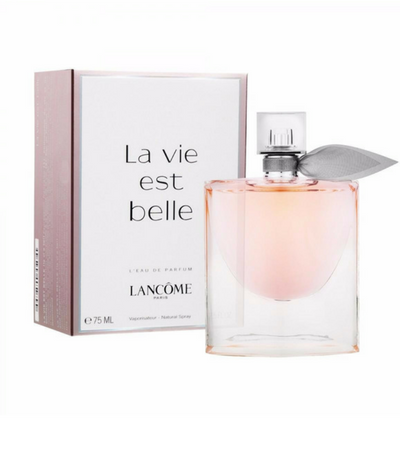 La vie
est
belle
L'EAU DE PARFUM
LANCÔME
PARIS
℮ 75 ML
Vaporisateur - Natural Spray